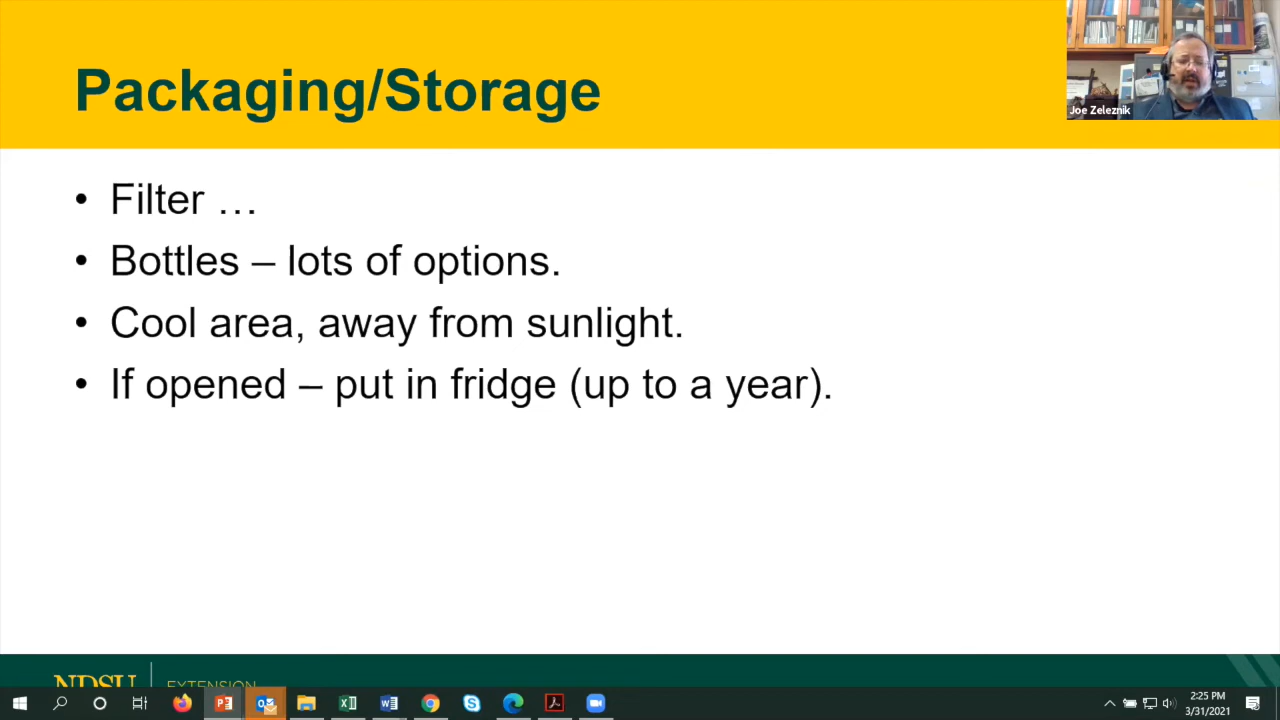 Packaging/Storage
Joe Zeleznik
• Filter …
• Bottles – lots of options.
• Cool area, away from sunlight.
• If opened – put in fridge (up to a year).
NDSU
EXTENSION
2:25 PM
3/31/2021